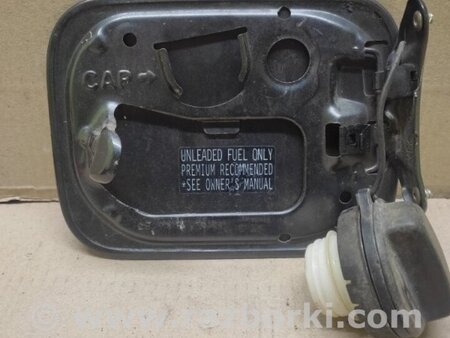 CAP→
UNLEADED FUEL ONLY
PREMIUM RECOMMENDED
*SEE OWNER'S MANUAL
© www.razborki.com